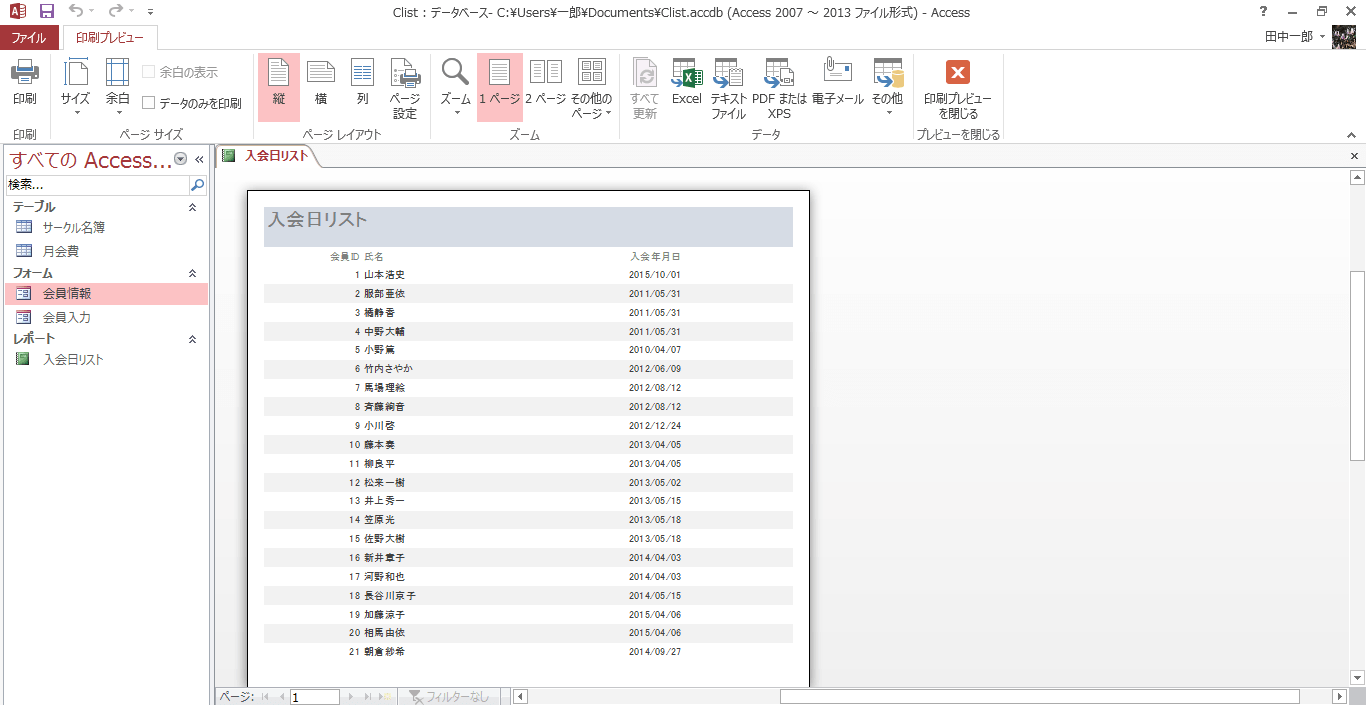 Clist : データベース- C:¥Users¥一郎¥Documents¥Clist.accdb (Access 2007 ～ 2013 ファイル形式) - Access
ファイル 印刷プレビュー 田中一郎
印刷 サイズ 余白 余白の表示 データのみを印刷 縦 横 列 ページ設定 ズーム 1 ページ 2 ページ その他のページ すべて更新 Excel テキストファイル PDF または XPS 電子メール その他 印刷プレビューを閉じる
印刷 ページ サイズ ページ レイアウト ズーム データ プレビューを閉じる
すべての Access...
検索...
テーブル
サークル名簿
月会費
フォーム
会員情報
会員入力
レポート
入会日リスト
入会日リスト
入会日リスト
会員ID 氏名 入会年月日
1 山本浩史 2015/10/01
2 服部亜依 2011/05/31
3 橘静香 2011/05/31
4 中野大輔 2011/05/31
5 小野篤 2010/04/07
6 竹内さやか 2012/06/09
7 馬場理絵 2012/08/12
8 斉藤絢音 2012/08/12
9 小川啓 2012/12/24
10 藤本奏 2013/04/05
11 柳良平 2013/04/05
12 松来一樹 2013/05/02
13 井上秀一 2013/05/15
14 笠原光 2013/05/18
15 佐野大樹 2013/05/18
16 新井章子 2014/04/03
17 河野和也 2014/04/03
18 長谷川京子 2014/05/15
19 加藤涼子 2015/04/06
20 相馬由依 2015/04/06
21 朝倉紗希 2014/09/27
ページ: 1 フィルターなし